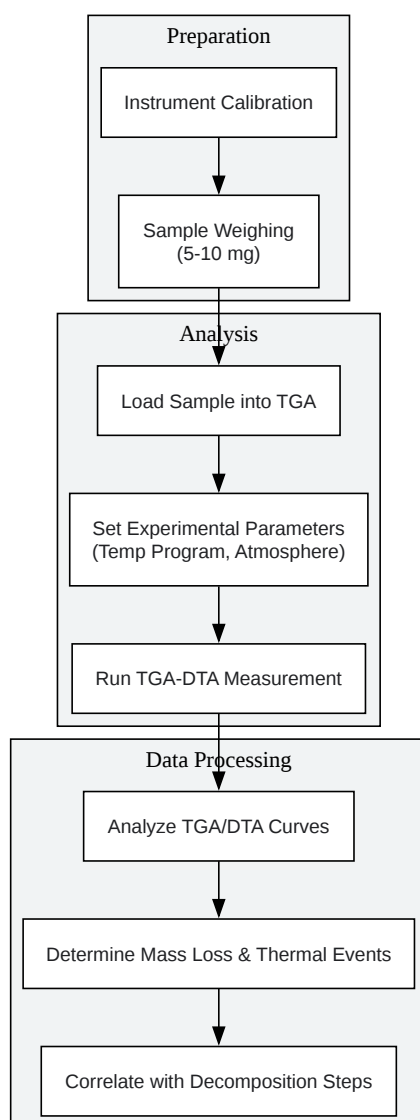 Preparation
Instrument Calibration
Sample Weighing
(5-10 mg)
Analysis
Load Sample into TGA
Set Experimental Parameters
(Temp Program, Atmosphere)
Run TGA-DTA Measurement
Data Processing
Analyze TGA/DTA Curves
Determine Mass Loss & Thermal Events
Correlate with Decomposition Steps